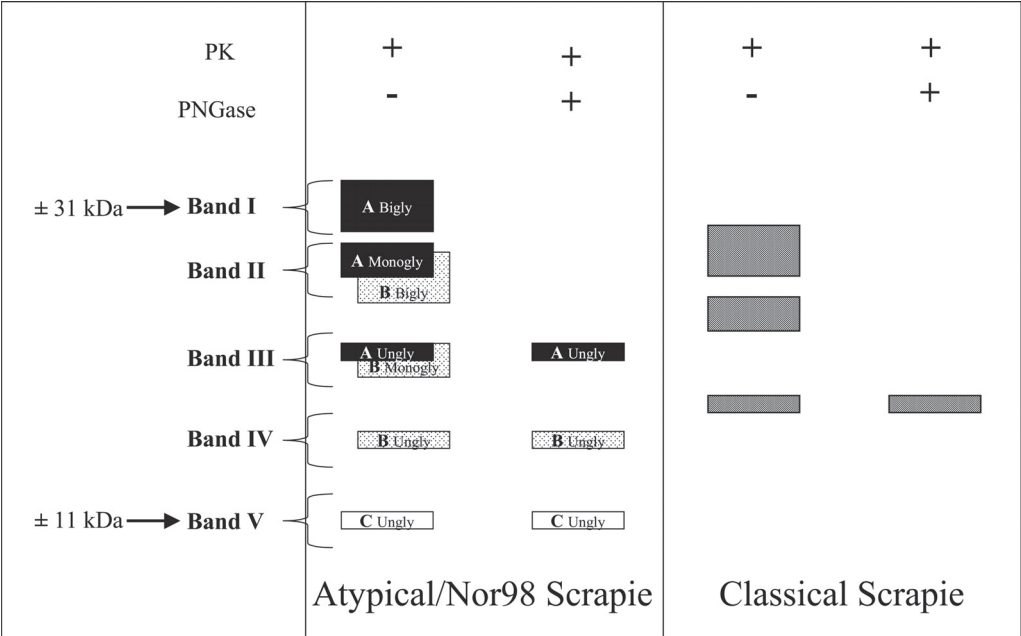 PK + + + +
PNGase - + - +
± 31 kDa Band I A Bigly
Band II A Monogly
B Bigly
Band III A Ungly A Ungly
B Monogly
Band IV B Ungly B Ungly
± 11 kDa Band V C Ungly C Ungly
Atypical/Nor98 Scrapie Classical Scrapie